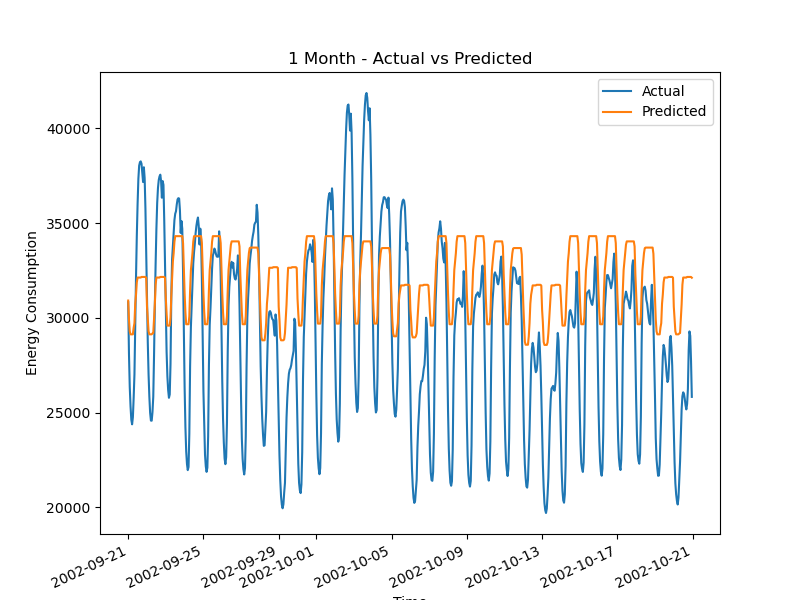 1 Month - Actual vs Predicted
Actual
Predicted
Energy Consumption
40000
35000
30000
25000
20000
2002-09-21
2002-09-25
2002-09-29
2002-10-01
2002-10-05
2002-10-09
2002-10-13
2002-10-17
2002-10-21
Time